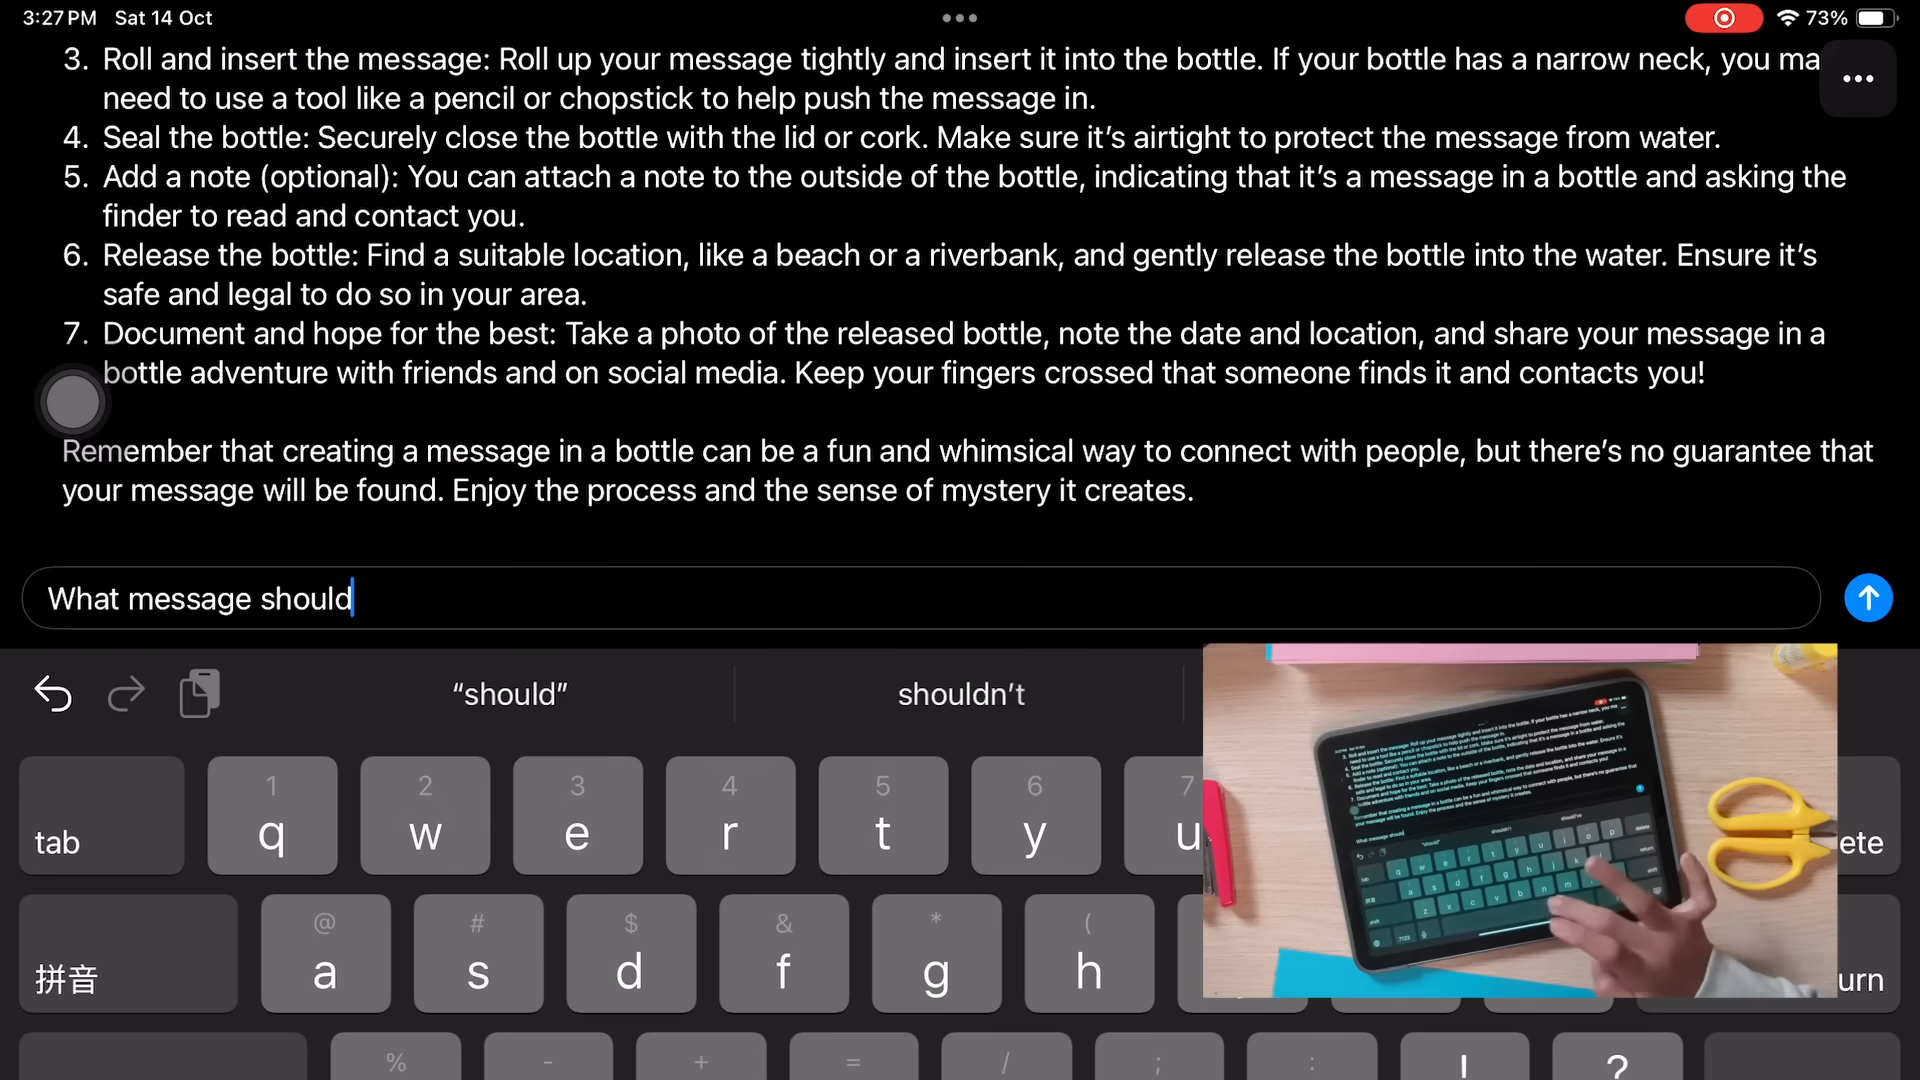 3:27 PM Sat 14 Oct
73%
3. Roll and insert the message: Roll up your message tightly and insert it into the bottle. If your bottle has a narrow neck, you ma
need to use a tool like a pencil or chopstick to help push the message in.
4. Seal the bottle: Securely close the bottle with the lid or cork. Make sure it’s airtight to protect the message from water.
5. Add a note (optional): You can attach a note to the outside of the bottle, indicating that it’s a message in a bottle and asking the
finder to read and contact you.
6. Release the bottle: Find a suitable location, like a beach or a riverbank, and gently release the bottle into the water. Ensure it’s
safe and legal to do so in your area.
7. Document and hope for the best: Take a photo of the released bottle, note the date and location, and share your message in a
bottle adventure with friends and on social media. Keep your fingers crossed that someone finds it and contacts you!
Remember that creating a message in a bottle can be a fun and whimsical way to connect with people, but there’s no guarantee that
your message will be found. Enjoy the process and the sense of mystery it creates.
What message should
“should” shouldn’t
1 2 3 4 5 6 7
tab q w e r t y u ete
@ # $ & * (
拼音 a s d f g h urn
% - + = / ; : ! ?